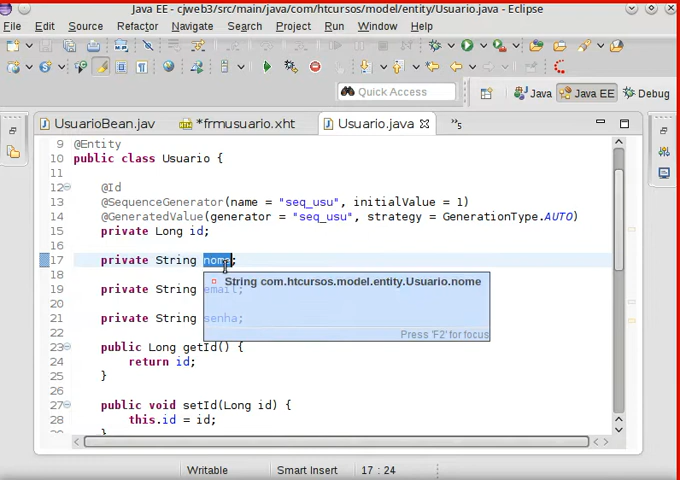 Java EE - cjweb3/src/main/java/com/htcursos/model/entity/Usuario.java - Eclipse
File Edit Source Refactor Navigate Search Project Run Window Help
Quick Access
Java
Java EE
Debug
UsuarioBean.jav
*frmusuario.xht
Usuario.java
»5
9 @Entity
10 public class Usuario {
11
12 @Id
13 @SequenceGenerator(name = "seq_usu", initialValue = 1)
14 @GeneratedValue(generator = "seq_usu", strategy = GenerationType.AUTO)
15 private Long id;
16
17 private String nome;
String com.htcursos.model.entity.Usuario.nome
18
19 private String email;
20
21 private String senha;
Press 'F2' for focus
22
23 public Long getId() {
24 return id;
25 }
26
27 public void setId(Long id) {
28 this.id = id;
Writable
Smart Insert
17 : 24